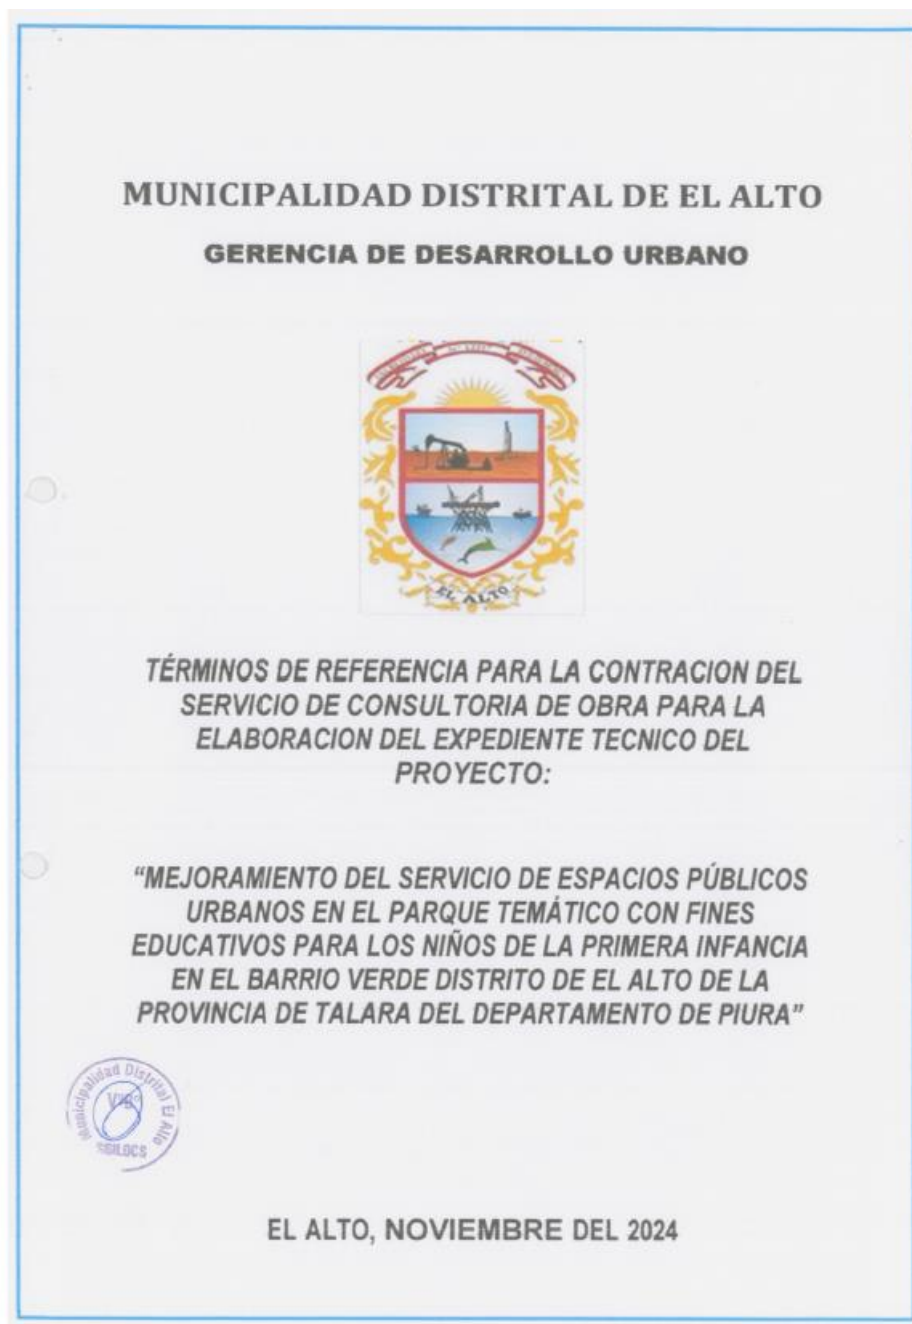 MUNICIPALIDAD DISTRITAL DE EL ALTO
GERENCIA DE DESARROLLO URBANO
EL ALTO
TÉRMINOS DE REFERENCIA PARA LA CONTRACION DEL
SERVICIO DE CONSULTORIA DE OBRA PARA LA
ELABORACION DEL EXPEDIENTE TECNICO DEL
PROYECTO:
“MEJORAMIENTO DEL SERVICIO DE ESPACIOS PÚBLICOS
URBANOS EN EL PARQUE TEMÁTICO CON FINES
EDUCATIVOS PARA LOS NIÑOS DE LA PRIMERA INFANCIA
EN EL BARRIO VERDE DISTRITO DE EL ALTO DE LA
PROVINCIA DE TALARA DEL DEPARTAMENTO DE PIURA”
Municipalidad Distrital El Alto
V°B°
EL ALTO, NOVIEMBRE DEL 2024